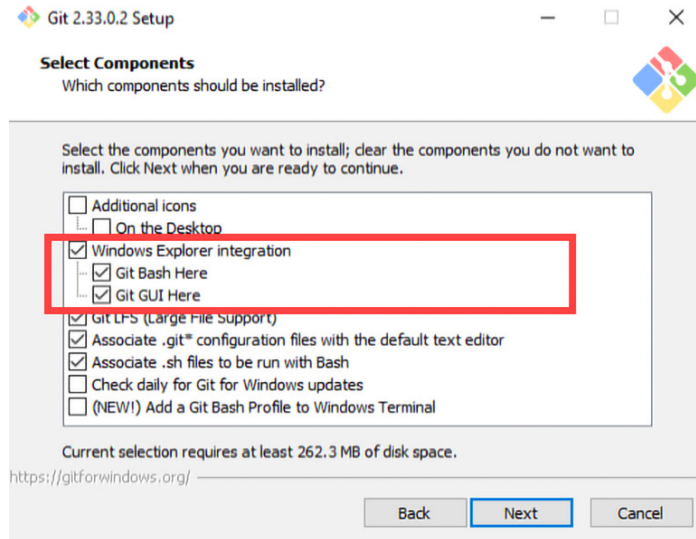 Git 2.33.0.2 Setup
Select Components
Which components should be installed?
Select the components you want to install; clear the components you do not want to
install. Click Next when you are ready to continue.
Additional icons
On the Desktop
Windows Explorer integration
Git Bash Here
Git GUI Here
Git LFS (Large File Support)
Associate .git* configuration files with the default text editor
Associate .sh files to be run with Bash
Check daily for Git for Windows updates
(NEW!) Add a Git Bash Profile to Windows Terminal
Current selection requires at least 262.3 MB of disk space.
https://gitforwindows.org/
Back
Next
Cancel